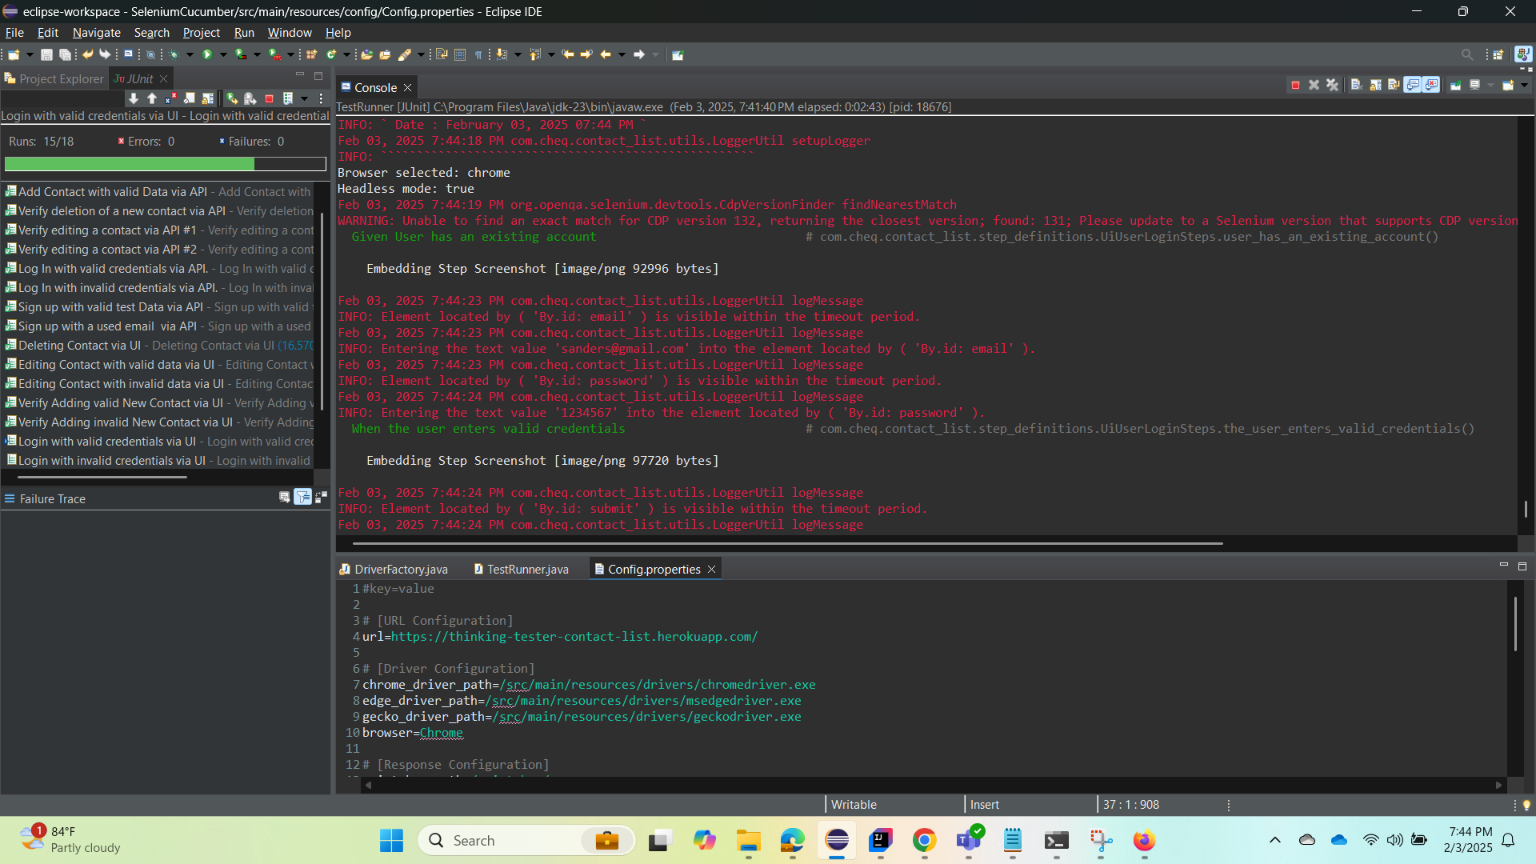 eclipse-workspace - SeleniumCucumber/src/main/resources/config/Config.properties - Eclipse IDE
File Edit Navigate Search Project Run Window Help
Project Explorer JUnit
Login with valid credentials via UI - Login with valid credential
Runs: 15/18 Errors: 0 Failures: 0
Add Contact with valid Data via API - Add Contact with
Verify deletion of a new contact via API - Verify deletion
Verify editing a contact via API #1 - Verify editing a cont
Verify editing a contact via API #2 - Verify editing a cont
Log In with valid credentials via API. - Log In with valid c
Log In with invalid credentials via API. - Log In with inva
Sign up with valid test Data via API - Sign up with valid
Sign up with a used email via API - Sign up with a used
Deleting Contact via UI - Deleting Contact via UI (16.570
Editing Contact with valid data via UI - Editing Contact
Editing Contact with invalid data via UI - Editing Contac
Verify Adding valid New Contact via UI - Verify Adding
Verify Adding invalid New Contact via UI - Verify Adding
Login with valid credentials via UI - Login with valid cre
Login with invalid credentials via UI - Login with invalid
Failure Trace
Console
TestRunner [JUnit] C:\Program Files\Java\jdk-23\bin\javaw.exe (Feb 3, 2025, 7:41:40 PM elapsed: 0:02:43) [pid: 18676]
INFO: ` Date : February 03, 2025 07:44 PM `
Feb 03, 2025 7:44:18 PM com.cheq.contact_list.utils.LoggerUtil setupLogger
INFO: ````````````````````````````````````````````````````
Browser selected: chrome
Headless mode: true
Feb 03, 2025 7:44:19 PM org.openqa.selenium.devtools.CdpVersionFinder findNearestMatch
WARNING: Unable to find an exact match for CDP version 132, returning the closest version; found: 131; Please update to a Selenium version that supports CDP version
Given User has an existing account # com.cheq.contact_list.step_definitions.UiUserLoginSteps.user_has_an_existing_account()
Embedding Step Screenshot [image/png 92996 bytes]
Feb 03, 2025 7:44:23 PM com.cheq.contact_list.utils.LoggerUtil logMessage
INFO: Element located by ( 'By.id: email' ) is visible within the timeout period.
Feb 03, 2025 7:44:23 PM com.cheq.contact_list.utils.LoggerUtil logMessage
INFO: Entering the text value 'sanders@gmail.com' into the element located by ( 'By.id: email' ).
Feb 03, 2025 7:44:23 PM com.cheq.contact_list.utils.LoggerUtil logMessage
INFO: Element located by ( 'By.id: password' ) is visible within the timeout period.
Feb 03, 2025 7:44:24 PM com.cheq.contact_list.utils.LoggerUtil logMessage
INFO: Entering the text value '1234567' into the element located by ( 'By.id: password' ).
When the user enters valid credentials # com.cheq.contact_list.step_definitions.UiUserLoginSteps.the_user_enters_valid_credentials()
Embedding Step Screenshot [image/png 97720 bytes]
Feb 03, 2025 7:44:24 PM com.cheq.contact_list.utils.LoggerUtil logMessage
INFO: Element located by ( 'By.id: submit' ) is visible within the timeout period.
Feb 03, 2025 7:44:24 PM com.cheq.contact_list.utils.LoggerUtil logMessage
DriverFactory.java TestRunner.java Config.properties
1 #key=value
2
3 # [URL Configuration]
4 url=https://thinking-tester-contact-list.herokuapp.com/
5
6 # [Driver Configuration]
7 chrome_driver_path=/src/main/resources/drivers/chromedriver.exe
8 edge_driver_path=/src/main/resources/drivers/msedgedriver.exe
9 gecko_driver_path=/src/main/resources/drivers/geckodriver.exe
10 browser=Chrome
11
12 # [Response Configuration]
Writable Insert 37 : 1 : 908
1 84°F
Partly cloudy
Search
7:44 PM
2/3/2025